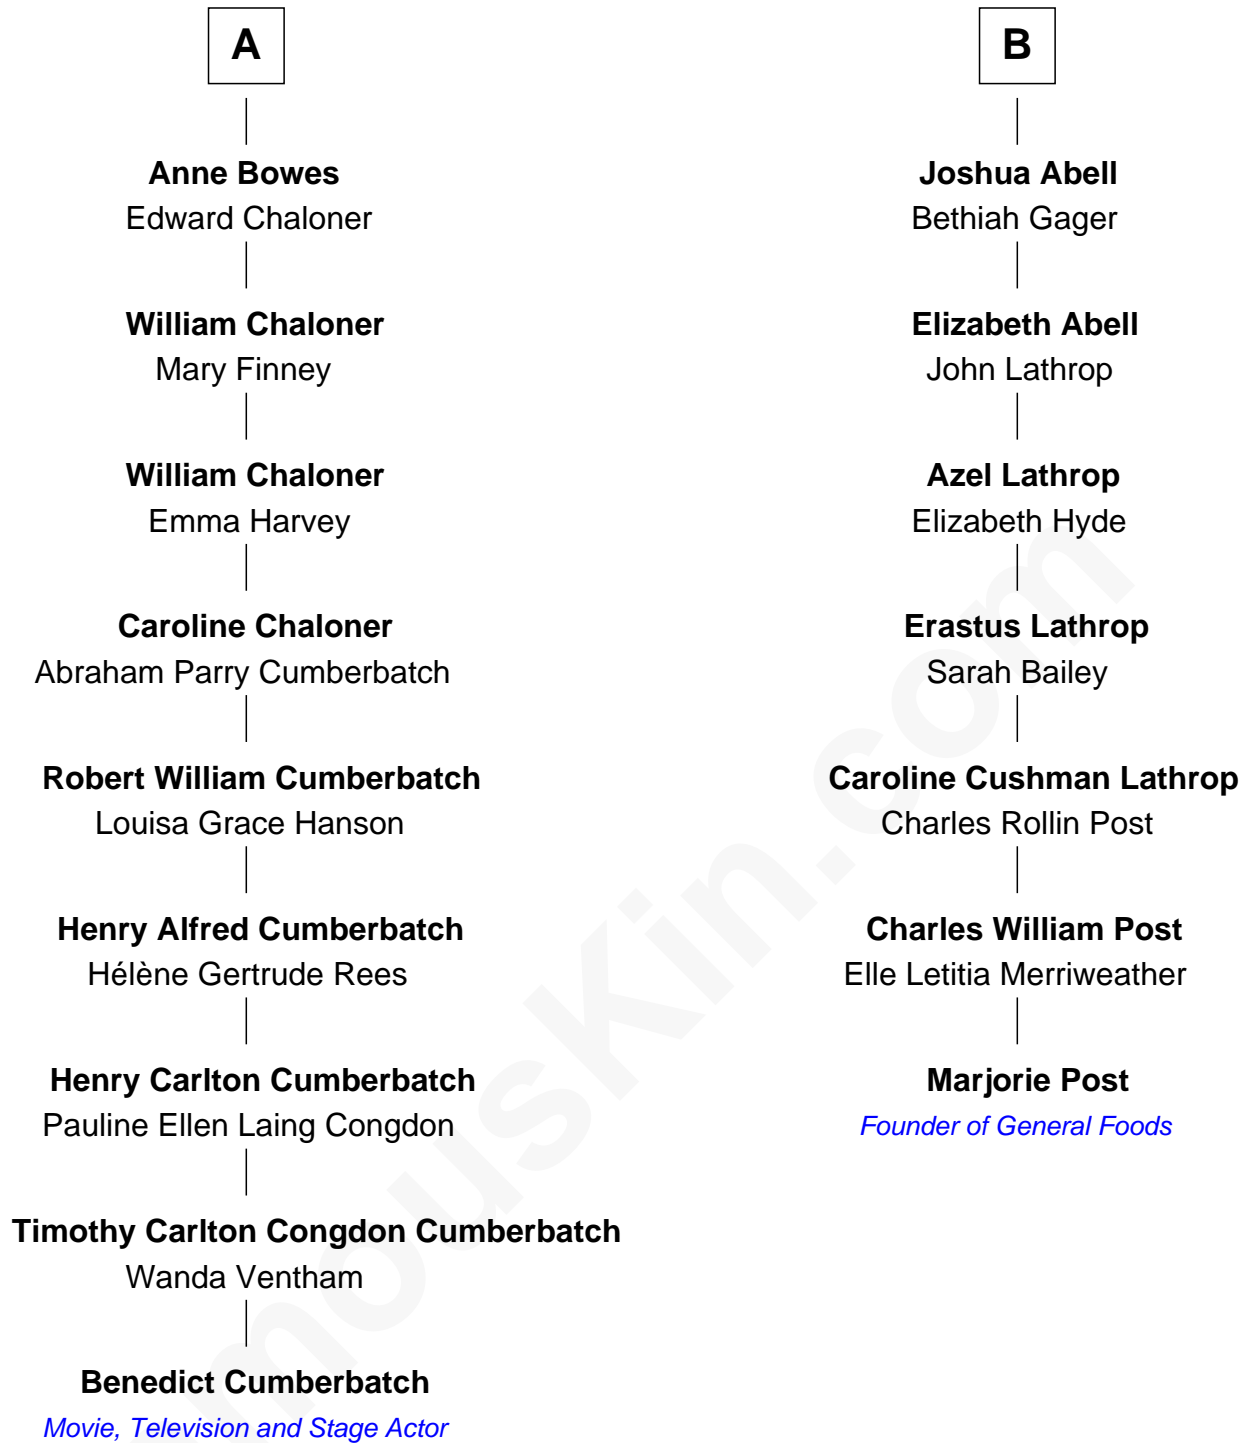 A
Anne Bowes
Edward Chaloner
William Chaloner
Mary Finney
William Chaloner
Emma Harvey
Caroline Chaloner
Abraham Parry Cumberbatch
Robert William Cumberbatch
Louisa Grace Hanson
Henry Alfred Cumberbatch
Hélène Gertrude Rees
Henry Carlton Cumberbatch
Pauline Ellen Laing Congdon
Timothy Carlton Congdon Cumberbatch
Wanda Ventham
Benedict Cumberbatch
Movie, Television and Stage Actor
B
Joshua Abell
Bethiah Gager
Elizabeth Abell
John Lathrop
Azel Lathrop
Elizabeth Hyde
Erastus Lathrop
Sarah Bailey
Caroline Cushman Lathrop
Charles Rollin Post
Charles William Post
Elle Letitia Merriweather
Marjorie Post
Founder of General Foods
mousKin.com